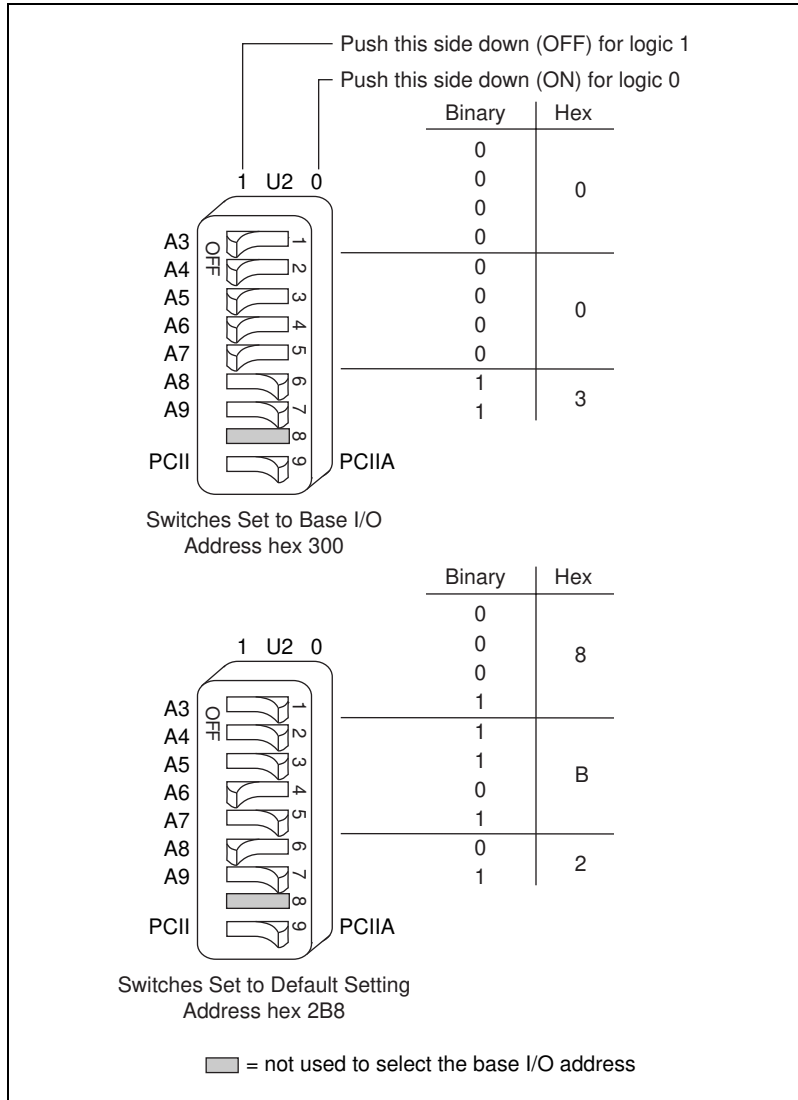 Push this side down (OFF) for logic 1
Push this side down (ON) for logic 0
Binary Hex
0
0
0
0
0
1 U2 0
A3 OFF 1
A4 2
A5 3
A6 4
A7 5
A8 6
A9 7
8
PCII 9 PCIIA
0
0
0
0
0
1
1
3
Switches Set to Base I/O
Address hex 300
Binary Hex
0
0
0
1
8
1 U2 0
A3 OFF 1
A4 2
A5 3
A6 4
A7 5
A8 6
A9 7
8
PCII 9 PCIIA
1
1
0
1
B
0
1
2
Switches Set to Default Setting
Address hex 2B8
= not used to select the base I/O address